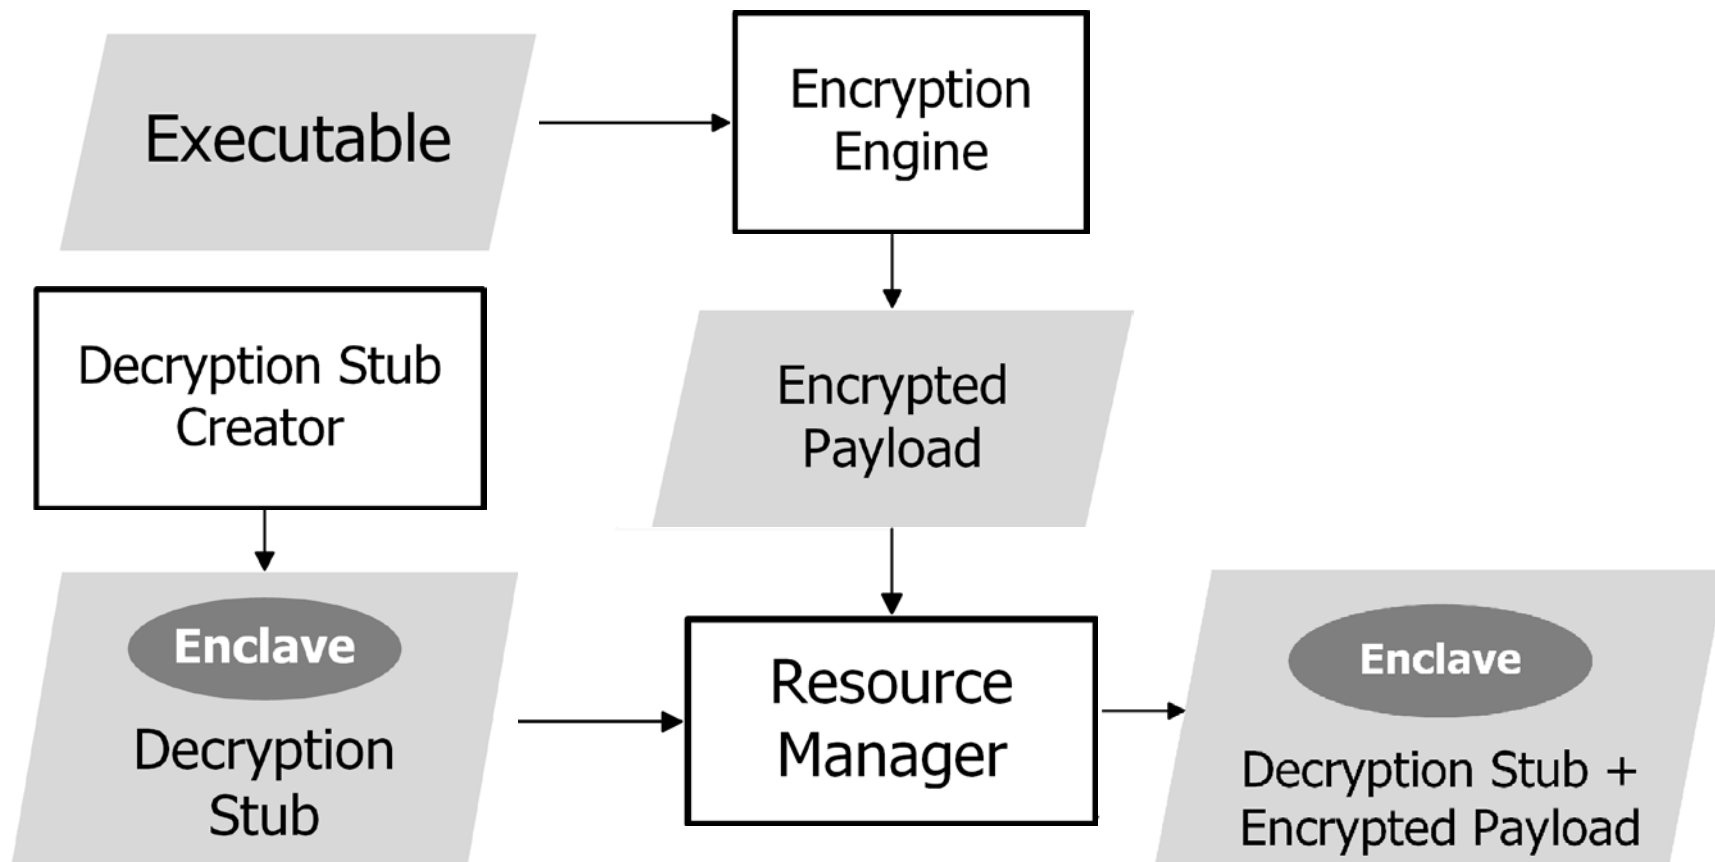 Executable
Encryption
Engine
Decryption Stub
Creator
Encrypted
Payload
Enclave
Decryption
Stub
Resource
Manager
Enclave
Decryption Stub +
Encrypted Payload